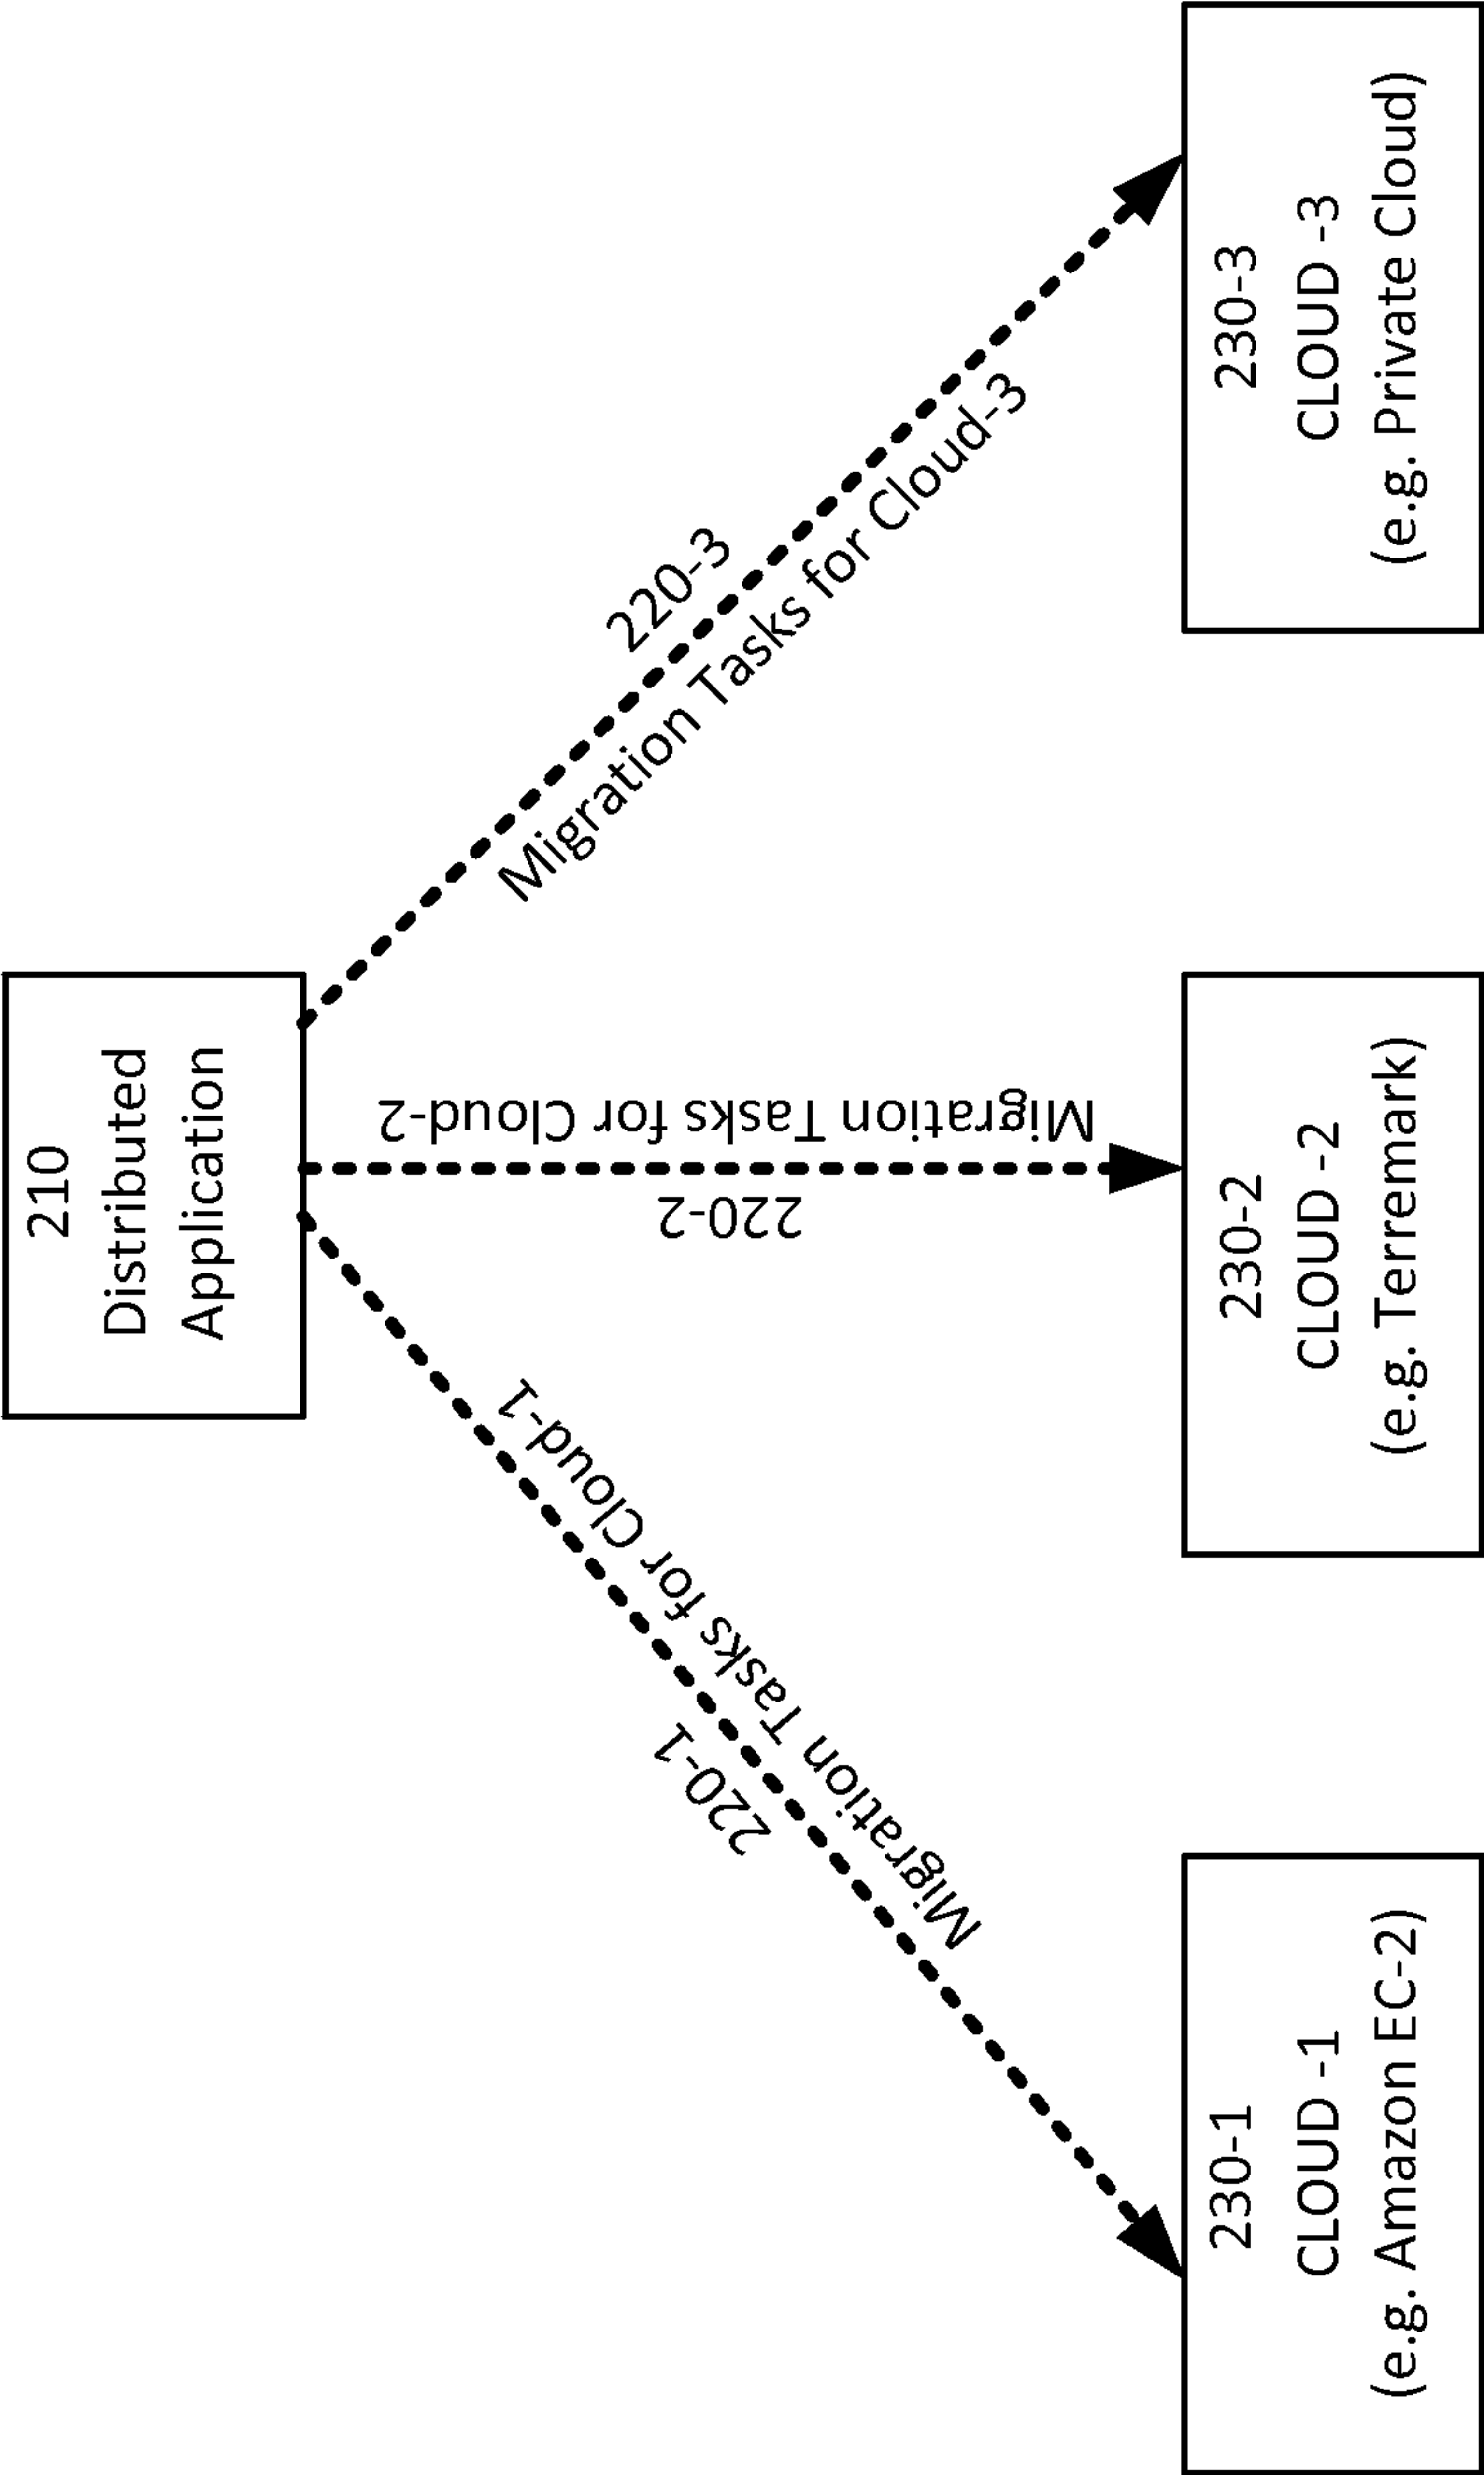 210
Distributed
Application
220-1
Migration Tasks for Cloud-1
220-2
Migration Tasks for Cloud-2
220-3
Migration Tasks for Cloud-3
230-1
CLOUD -1
(e.g. Amazon EC-2)
230-2
CLOUD -2
(e.g. Terremark)
230-3
CLOUD -3
(e.g. Private Cloud)